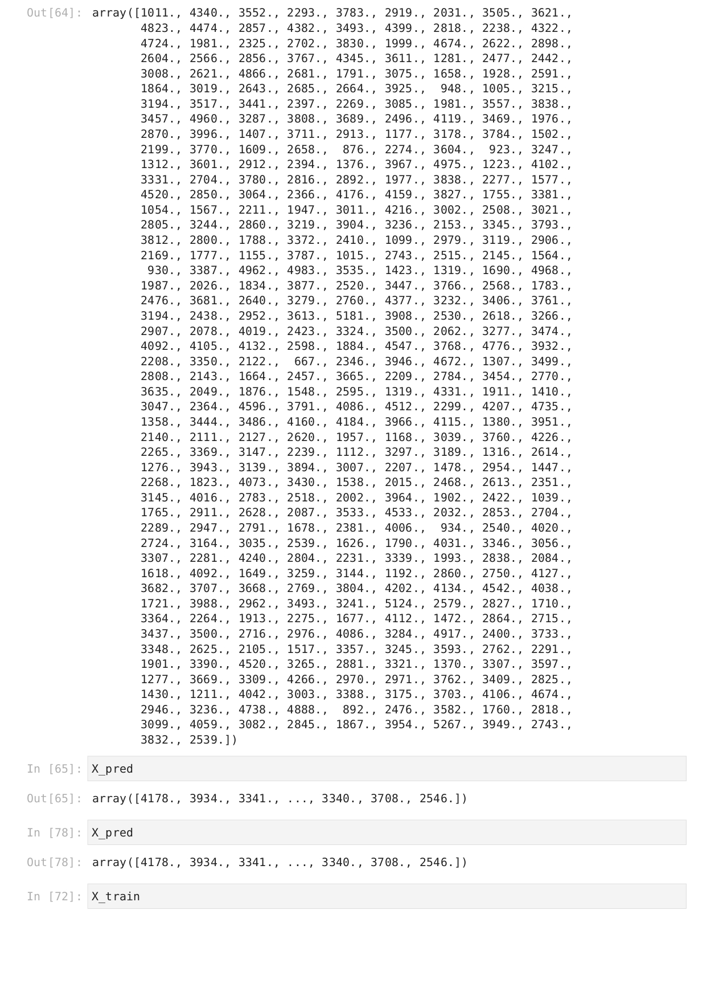 Out[64]: array([1011., 4340., 3552., 2293., 3783., 2919., 2031., 3505., 3621.,
4823., 4474., 2857., 4382., 3493., 4399., 2818., 2238., 4322.,
4724., 1981., 2325., 2702., 3830., 1999., 4674., 2622., 2898.,
2604., 2566., 2856., 3767., 4345., 3611., 1281., 2477., 2442.,
3008., 2621., 4866., 2681., 1791., 3075., 1658., 1928., 2591.,
1864., 3019., 2643., 2685., 2664., 3925., 948., 1005., 3215.,
3194., 3517., 3441., 2397., 2269., 3085., 1981., 3557., 3838.,
3457., 4960., 3287., 3808., 3689., 2496., 4119., 3469., 1976.,
2870., 3996., 1407., 3711., 2913., 1177., 3178., 3784., 1502.,
2199., 3770., 1609., 2658., 876., 2274., 3604., 923., 3247.,
1312., 3601., 2912., 2394., 1376., 3967., 4975., 1223., 4102.,
3331., 2704., 3780., 2816., 2892., 1977., 3838., 2277., 1577.,
4520., 2850., 3064., 2366., 4176., 4159., 3827., 1755., 3381.,
1054., 1567., 2211., 1947., 3011., 4216., 3002., 2508., 3021.,
2805., 3244., 2860., 3219., 3904., 3236., 2153., 3345., 3793.,
3812., 2800., 1788., 3372., 2410., 1099., 2979., 3119., 2906.,
2169., 1777., 1155., 3787., 1015., 2743., 2515., 2145., 1564.,
930., 3387., 4962., 4983., 3535., 1423., 1319., 1690., 4968.,
1987., 2026., 1834., 3877., 2520., 3447., 3766., 2568., 1783.,
2476., 3681., 2640., 3279., 2760., 4377., 3232., 3406., 3761.,
3194., 2438., 2952., 3613., 5181., 3908., 2530., 2618., 3266.,
2907., 2078., 4019., 2423., 3324., 3500., 2062., 3277., 3474.,
4092., 4105., 4132., 2598., 1884., 4547., 3768., 4776., 3932.,
2208., 3350., 2122., 667., 2346., 3946., 4672., 1307., 3499.,
2808., 2143., 1664., 2457., 3665., 2209., 2784., 3454., 2770.,
3635., 2049., 1876., 1548., 2595., 1319., 4331., 1911., 1410.,
3047., 2364., 4596., 3791., 4086., 4512., 2299., 4207., 4735.,
1358., 3444., 3486., 4160., 4184., 3966., 4115., 1380., 3951.,
2140., 2111., 2127., 2620., 1957., 1168., 3039., 3760., 4226.,
2265., 3369., 3147., 2239., 1112., 3297., 3189., 1316., 2614.,
1276., 3943., 3139., 3894., 3007., 2207., 1478., 2954., 1447.,
2268., 1823., 4073., 3430., 1538., 2015., 2468., 2613., 2351.,
3145., 4016., 2783., 2518., 2002., 3964., 1902., 2422., 1039.,
1765., 2911., 2628., 2087., 3533., 4533., 2032., 2853., 2704.,
2289., 2947., 2791., 1678., 2381., 4006., 934., 2540., 4020.,
2724., 3164., 3035., 2539., 1626., 1790., 4031., 3346., 3056.,
3307., 2281., 4240., 2804., 2231., 3339., 1993., 2838., 2084.,
1618., 4092., 1649., 3259., 3144., 1192., 2860., 2750., 4127.,
3682., 3707., 3668., 2769., 3804., 4202., 4134., 4542., 4038.,
1721., 3988., 2962., 3493., 3241., 5124., 2579., 2827., 1710.,
3364., 2264., 1913., 2275., 1677., 4112., 1472., 2864., 2715.,
3437., 3500., 2716., 2976., 4086., 3284., 4917., 2400., 3733.,
3348., 2625., 2105., 1517., 3357., 3245., 3593., 2762., 2291.,
1901., 3390., 4520., 3265., 2881., 3321., 1370., 3307., 3597.,
1277., 3669., 3309., 4266., 2970., 2971., 3762., 3409., 2825.,
1430., 1211., 4042., 3003., 3388., 3175., 3703., 4106., 4674.,
2946., 3236., 4738., 4888., 892., 2476., 3582., 1760., 2818.,
3099., 4059., 3082., 2845., 1867., 3954., 5267., 3949., 2743.,
3832., 2539.])
In [65]: X_pred
Out[65]: array([4178., 3934., 3341., ..., 3340., 3708., 2546.])
In [78]: X_pred
Out[78]: array([4178., 3934., 3341., ..., 3340., 3708., 2546.])
In [72]: X_train